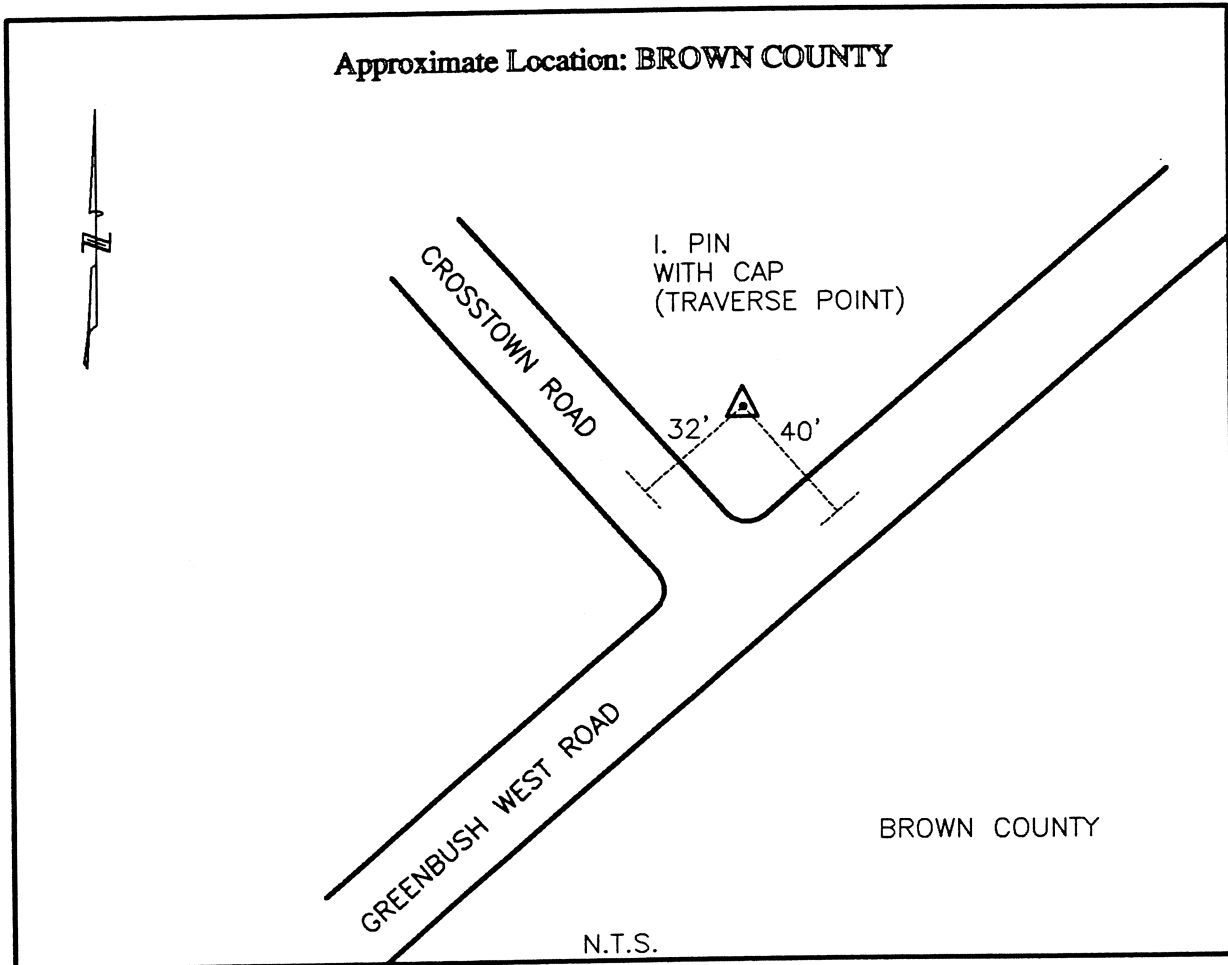 Approximate Location: BROWN COUNTY
N
I. PIN
WITH CAP
(TRAVERSE POINT)
CROSSTOWN ROAD
32'
40'
GREENBUSH WEST ROAD
BROWN COUNTY
N.T.S.